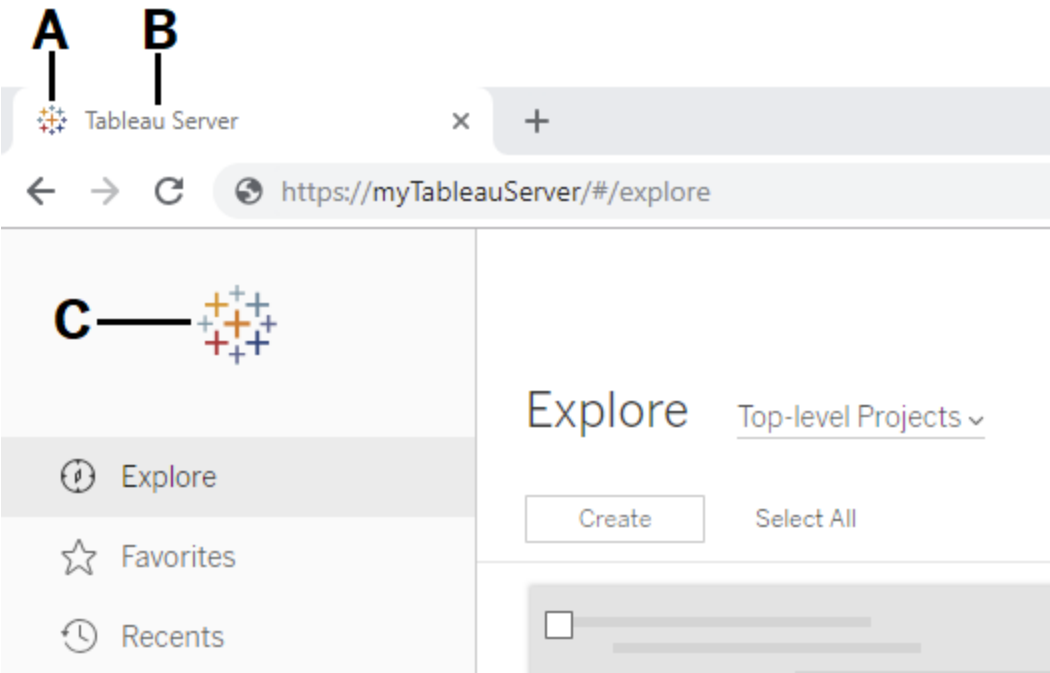 A B
Tableau Server
https://myTableauServer/#/explore
C
Explore
Favorites
Recents
Explore Top-level Projects
Create Select All